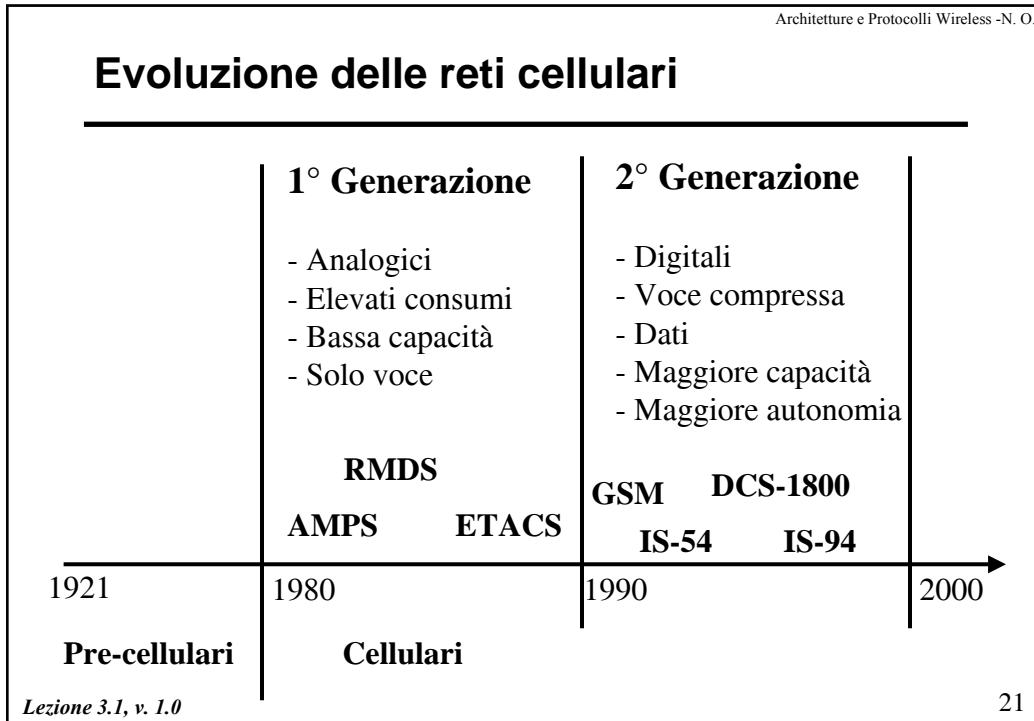 Architetture e Protocolli Wireless -N. O.
Evoluzione delle reti cellulari
1° Generazione
- Analogici
- Elevati consumi
- Bassa capacità
- Solo voce
RMDS
AMPS ETACS
2° Generazione
- Digitali
- Voce compressa
- Dati
- Maggiore capacità
- Maggiore autonomia
GSM DCS-1800
IS-54 IS-94
1921 1980 1990 2000
Pre-cellulari Cellulari
Lezione 3.1, v. 1.0 21